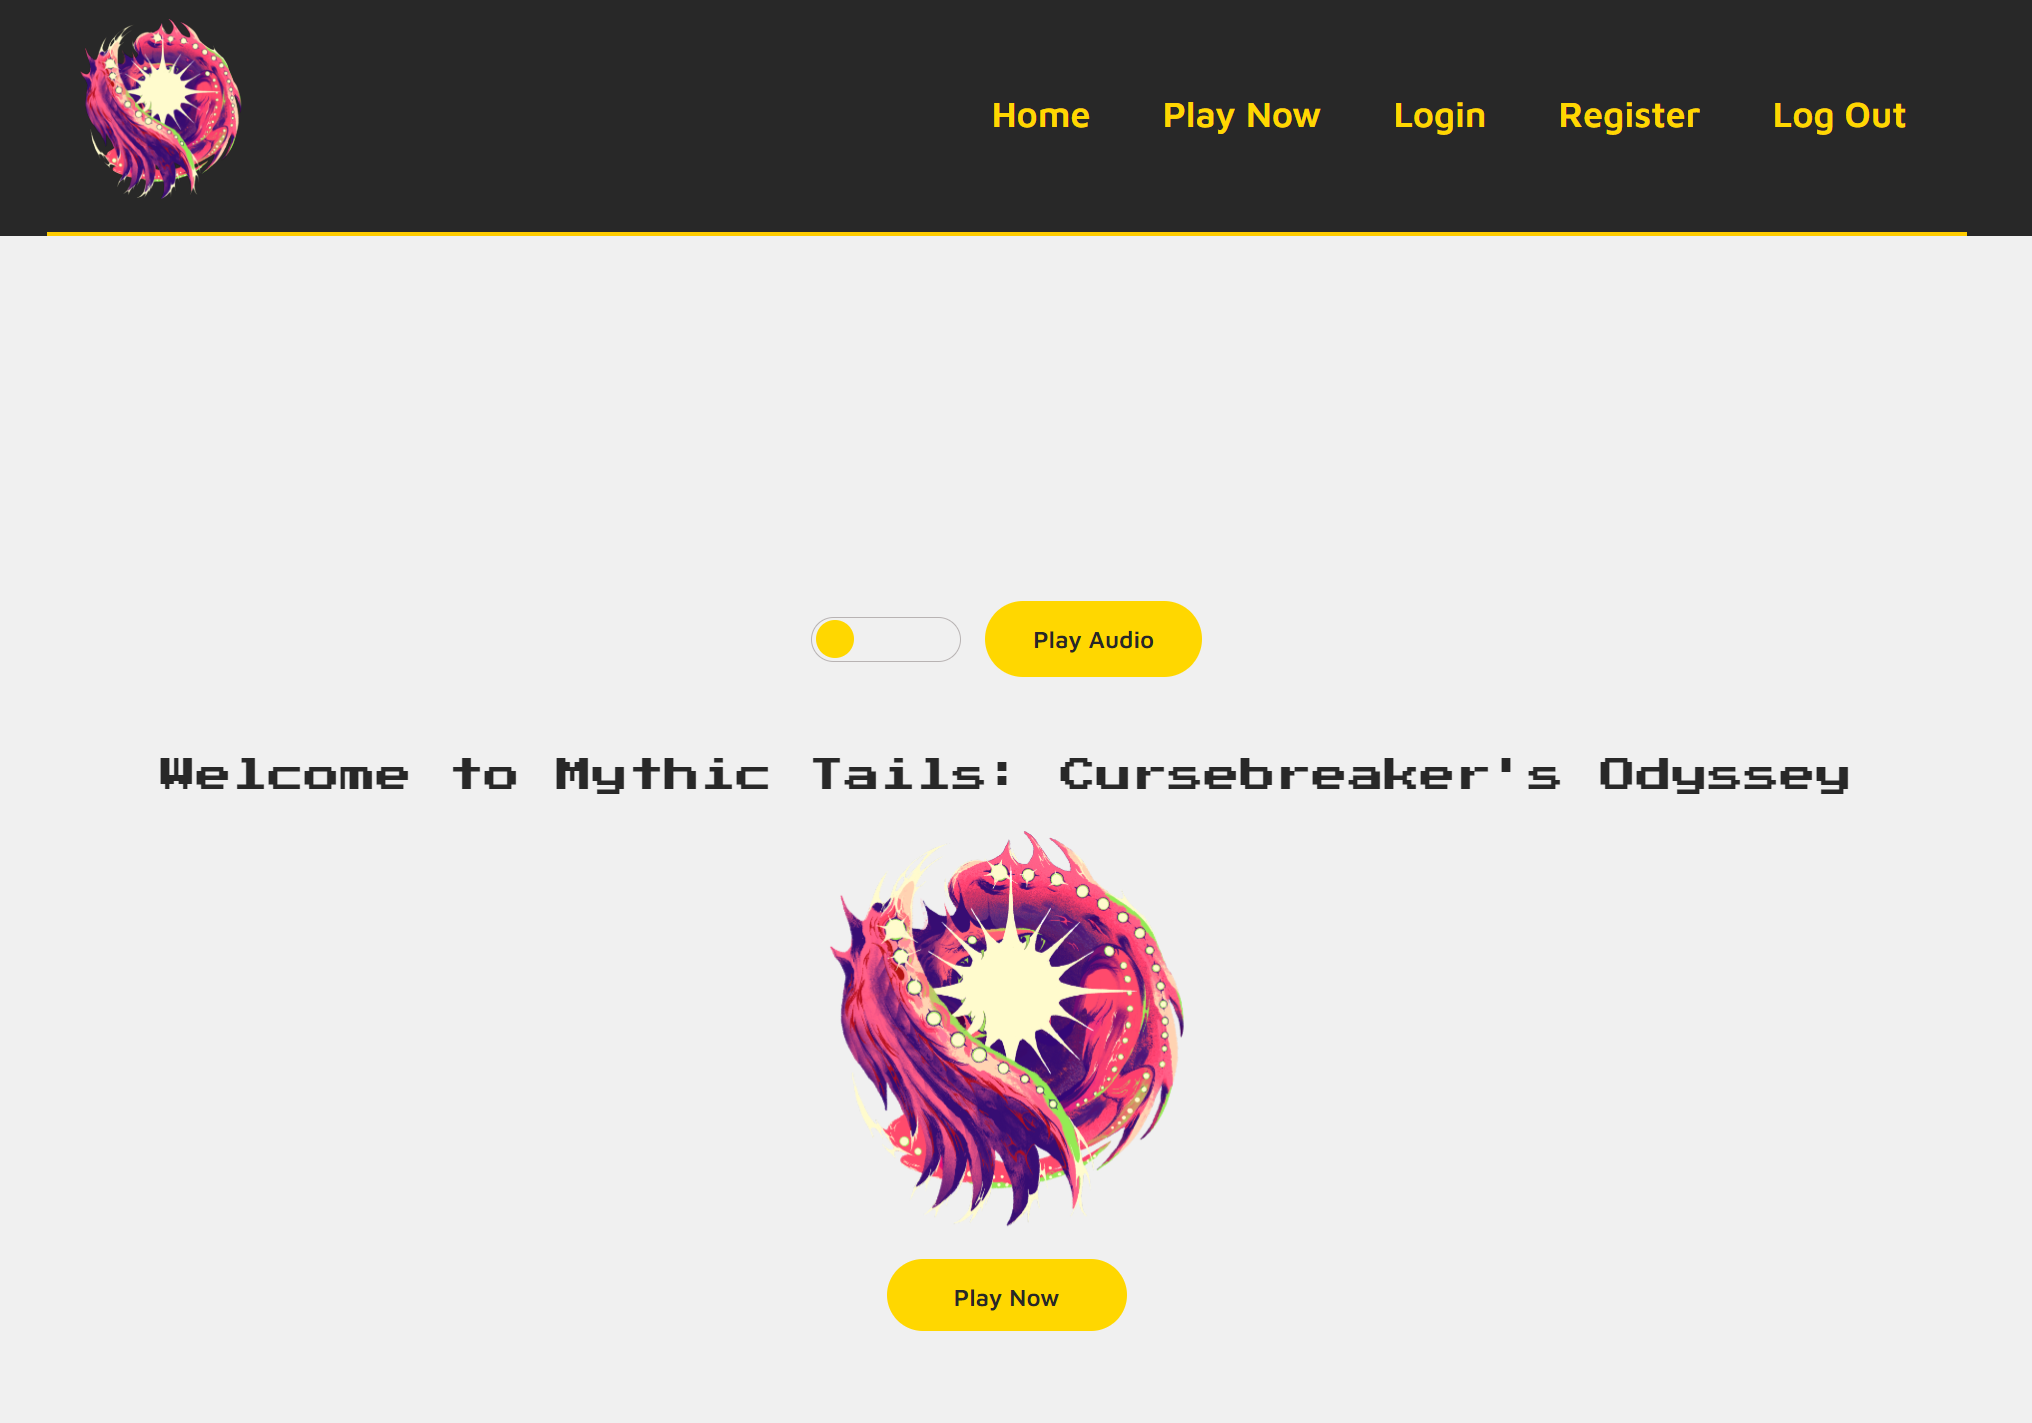 Home Play Now Login Register Log Out
Play Audio
Welcome to Mythic Tails: Cursebreaker's Odyssey
Play Now